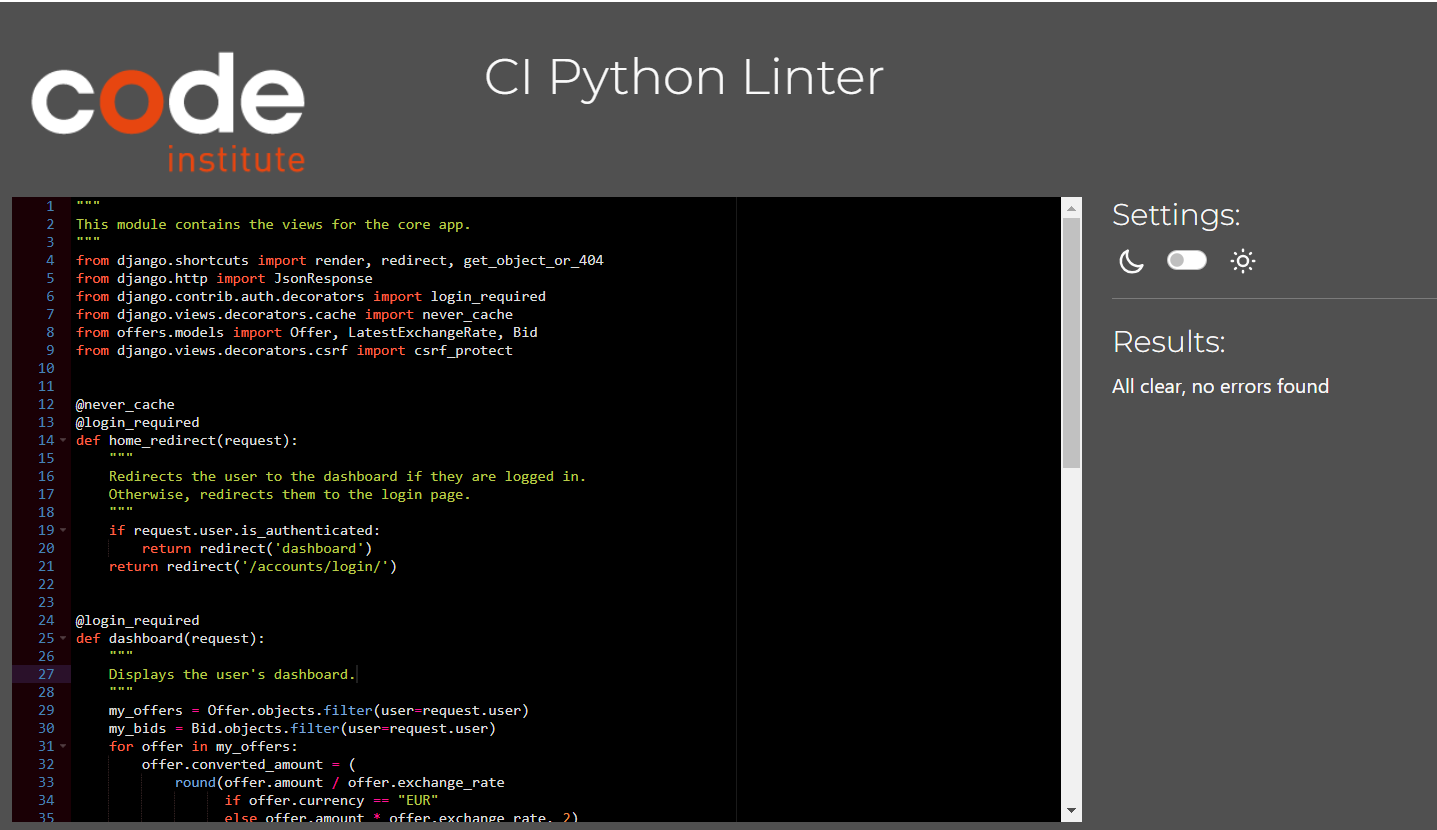 code
institute
CI Python Linter
1 """
2 This module contains the views for the core app.
3 """
4 from django.shortcuts import render, redirect, get_object_or_404
5 from django.http import JsonResponse
6 from django.contrib.auth.decorators import login_required
7 from django.views.decorators.cache import never_cache
8 from offers.models import Offer, LatestExchangeRate, Bid
9 from django.views.decorators.csrf import csrf_protect
10
11
12 @never_cache
13 @login_required
14 def home_redirect(request):
15     """
16     Redirects the user to the dashboard if they are logged in.
17     Otherwise, redirects them to the login page.
18     """
19     if request.user.is_authenticated:
20         return redirect('dashboard')
21     return redirect('/accounts/login/')
22
23
24 @login_required
25 def dashboard(request):
26     """
27     Displays the user's dashboard.
28     """
29     my_offers = Offer.objects.filter(user=request.user)
30     my_bids = Bid.objects.filter(user=request.user)
31     for offer in my_offers:
32         offer.converted_amount = (
33             round(offer.amount / offer.exchange_rate
34                   if offer.currency == "EUR"
35                   else offer.amount * offer.exchange_rate, 2)
Settings:
Results:
All clear, no errors found